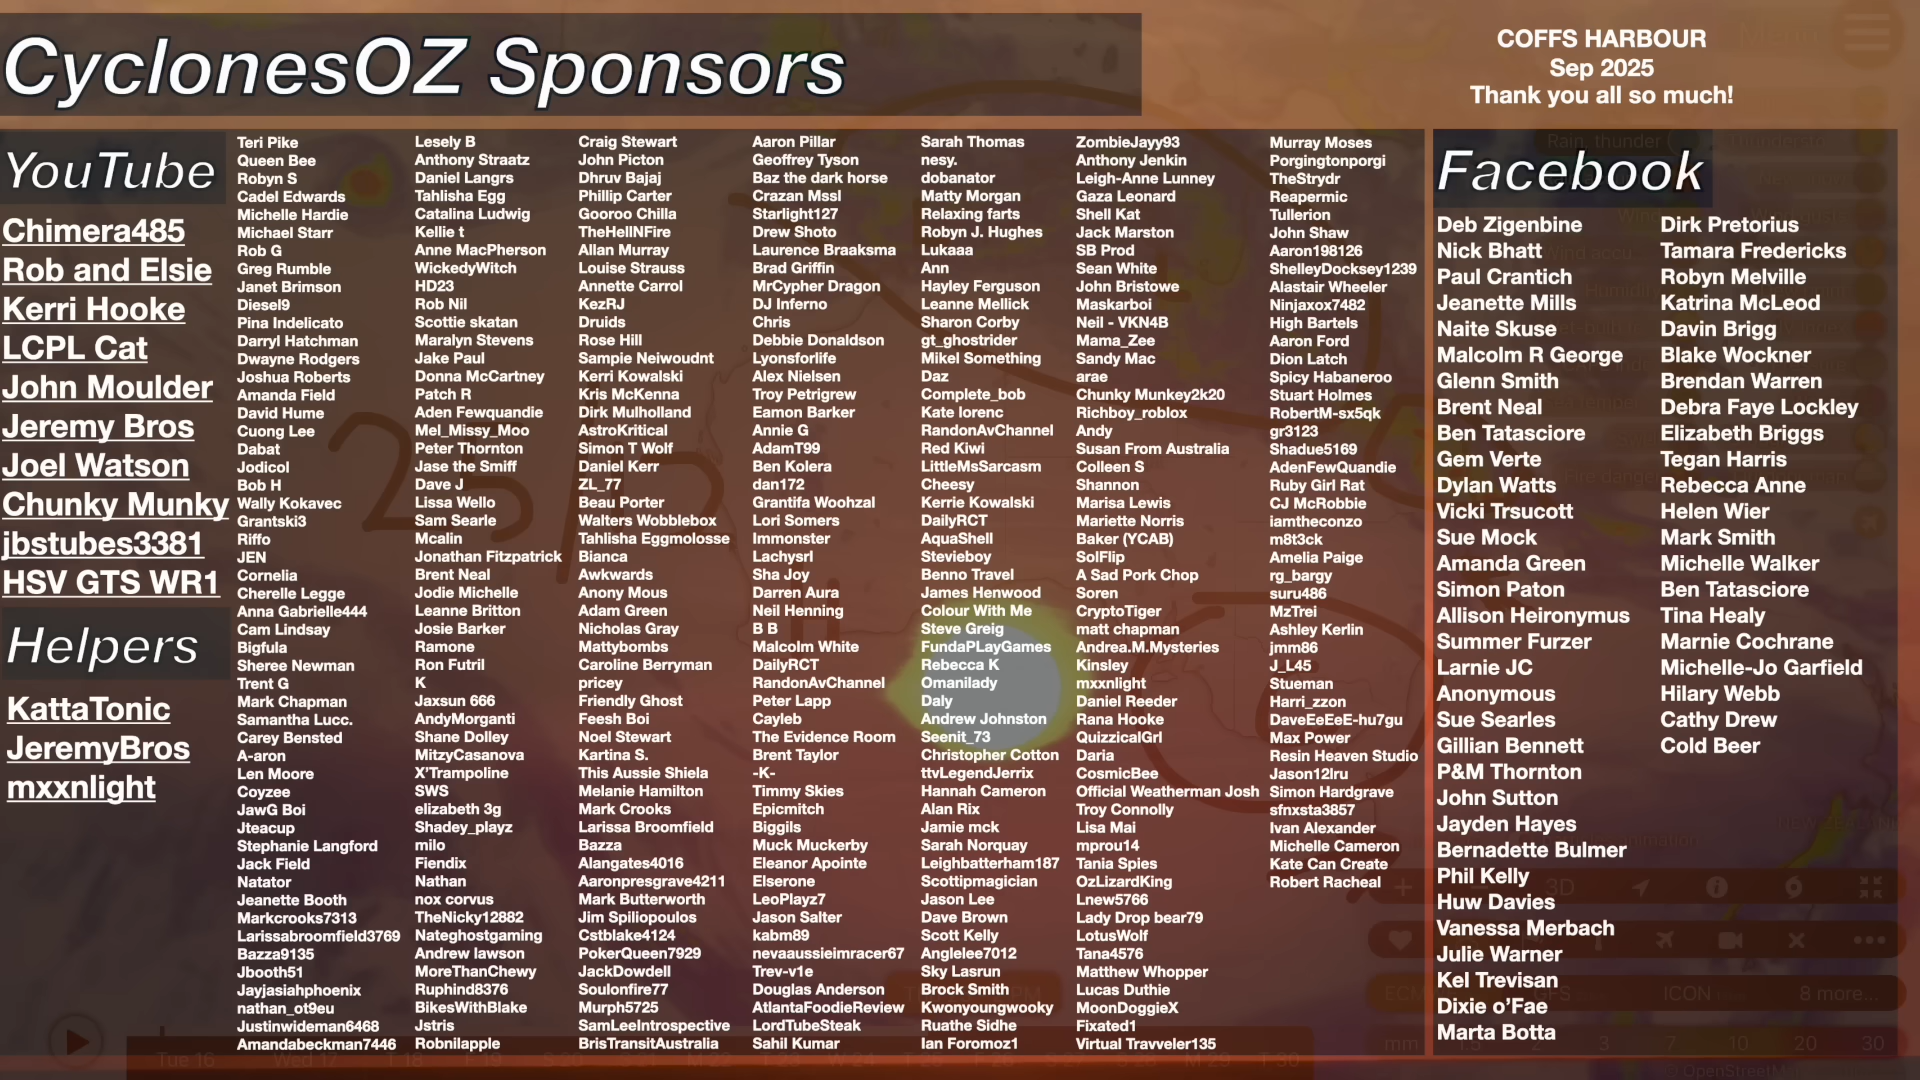 CyclonesOZ Sponsors
COFFS HARBOUR
Sep 2025
Thank you all so much!
YouTube
Chimera485
Rob and Elsie
Kerri Hooke
LCPL Cat
John Moulder
Jeremy Bros
Joel Watson
Chunky Munky
jbstubes3381
HSV GTS WR1
Helpers
KattaTonic
JeremyBros
mxxnlight
Teri Pike
Queen Bee
Robyn S
Cadel Edwards
Michelle Hardie
Michael Starr
Rob G
Greg Rumble
Janet Brimson
Diesel9
Pina Indelicato
Darryl Hatchman
Dwayne Rodgers
Joshua Roberts
Amanda Field
David Hume
Cuong Lee
Dabat
Jodicol
Bob H
Wally Kokavec
Grantski3
Riffo
JEN
Cornelia
Cherelle Legge
Anna Gabrielle444
Cam Lindsay
Bigfula
Sheree Newman
Trent G
Mark Chapman
Samantha Lucc.
Carey Bensted
A-aron
Len Moore
Coyzee
JawG Boi
Jteacup
Stephanie Langford
Jack Field
Natator
Jeanette Booth
Markcrooks7313
Larissabroomfield3769
Bazza9135
Jbooth51
Jayjasiahphoenix
nathan_ot9eu
Justinwideman6468
Amandabeckman7446
Lesely B
Anthony Straatz
Daniel Langrs
Tahlisha Egg
Catalina Ludwig
Kellie t
Anne MacPherson
WickedyWitch
HD23
Rob Nil
Scottie skatan
Maralyn Stevens
Jake Paul
Donna McCartney
Patch R
Aden Fewquandie
Mel_Missy_Moo
Peter Thornton
Jase the Smiff
Dave J
Lissa Wello
Sam Searle
Mcalin
Jonathan Fitzpatrick
Brent Neal
Jodie Michelle
Leanne Britton
Josie Barker
Ramone
Ron Futril
K
Jaxsun 666
AndyMorganti
Shane Dolley
MitzyCasanova
X'Trampoline
SWS
elizabeth 3g
Shadey_playz
milo
Fiendix
Nathan
nox corvus
TheNicky12882
Nateghostgaming
Andrew lawson
MoreThanChewy
Ruphind8376
BikesWithBlake
Jstris
Robnilapple
Craig Stewart
John Picton
Dhruv Bajaj
Phillip Carter
Gooroo Chilla
TheHellNFire
Allan Murray
Louise Strauss
Annette Carrol
KezRJ
Druids
Rose Hill
Sampie Neiwoudnt
Kerri Kowalski
Kris McKenna
Dirk Mulholland
AstroKritical
Simon T Wolf
Daniel Kerr
ZL_77
Beau Porter
Walters Wobblebox
Tahlisha Eggmolosse
Bianca
Awkwards
Anony Mous
Adam Green
Nicholas Gray
Mattybombs
Caroline Berryman
pricey
Friendly Ghost
Feesh Boi
Noel Stewart
Kartina S.
This Aussie Shiela
Melanie Hamilton
Mark Crooks
Larissa Broomfield
Bazza
Alangates4016
Aaronpresgrave4211
Mark Butterworth
Jim Spiliopoulos
Cstblake4124
PokerQueen7929
JackDowdell
Soulonfire77
Murph5725
SamLeeIntrospective
BrisTransitAustralia
Aaron Pillar
Geoffrey Tyson
Baz the dark horse
Crazan Mssl
Starlight127
Drew Shoto
Laurence Braaksma
Brad Griffin
MrCypher Dragon
DJ Inferno
Chris
Debbie Donaldson
Lyonsforlife
Alex Nielsen
Troy Petrigrew
Eamon Barker
Annie G
AdamT99
Ben Kolera
dan172
Grantifa Woohzal
Lori Somers
Immonster
Lachysrl
Sha Joy
Darren Aura
Neil Henning
B B
Malcolm White
DailyRCT
RandonAvChannel
Peter Lapp
Cayleb
The Evidence Room
Brent Taylor
-K-
Timmy Skies
Epicmitch
Biggils
Muck Muckerby
Eleanor Apointe
Elserone
LeoPlayz7
Jason Salter
kabm89
nevaaussieimracer67
Trev-v1e
Douglas Anderson
AtlantaFoodieReview
LordTubeSteak
Sahil Kumar
Sarah Thomas
nesy.
dobanator
Matty Morgan
Relaxing farts
Robyn J. Hughes
Lukaaa
Ann
Hayley Ferguson
Leanne Mellick
Sharon Corby
gt_ghostrider
Mikel Something
Daz
Complete_bob
Kate lorenc
RandonAvChannel
Red Kiwi
LittleMsSarcasm
Cheesy
Kerrie Kowalski
DailyRCT
AquaShell
Stevieboy
Benno Travel
James Henwood
Colour With Me
Steve Greig
FundaPLayGames
Rebecca K
Omanilady
Daly
Andrew Johnston
Seenit_73
Christopher Cotton
ttvLegendJerrix
Hannah Cameron
Alan Rix
Jamie mck
Sarah Norquay
Leighbatterham187
Scottipmagician
Jason Lee
Dave Brown
Scott Kelly
Anglelee7012
Sky Lasrun
Brock Smith
Kwonyoungwooky
Ruathe Sidhe
Ian Foromoz1
ZombieJayy93
Anthony Jenkin
Leigh-Anne Lunney
Gaza Leonard
Shell Kat
Jack Marston
SB Prod
Sean White
John Bristowe
Maskarboi
Neil - VKN4B
Mama_Zee
Sandy Mac
arae
Chunky Munkey2k20
Richboy_roblox
Andy
Susan From Australia
Colleen S
Shannon
Marisa Lewis
Mariette Norris
Baker (YCAB)
SolFlip
A Sad Pork Chop
Soren
CryptoTiger
matt chapman
Andrea.M.Mysteries
Kinsley
mxxnlight
Daniel Reeder
Rana Hooke
QuizzicalGrl
Daria
CosmicBee
Official Weatherman Josh
Troy Connolly
Lisa Mai
mprou14
Tania Spies
OzLizardKing
Lnew5766
Lady Drop bear79
LotusWolf
Tana4576
Matthew Whopper
Lucas Duthie
MoonDoggieX
Fixated1
Virtual Travveler135
Murray Moses
Porgingtonporgi
TheStrydr
Reapermic
Tullerion
John Shaw
Aaron198126
ShelleyDocksey1239
Alastair Wheeler
Ninjaxox7482
High Bartels
Aaron Ford
Dion Latch
Spicy Habaneroo
Stuart Holmes
RobertM-sx5qk
gr3123
Shadue5169
AdenFewQuandie
Ruby Girl Rat
CJ McRobbie
iamtheconzo
m8t3ck
Amelia Paige
rg_bargy
suru486
MzTrei
Ashley Kerlin
jmm86
J_L45
Stueman
Harri_zzon
DaveEeEeE-hu7gu
Max Power
Resin Heaven Studio
Jason12lru
Simon Hardgrave
sfnxsta3857
Ivan Alexander
Michelle Cameron
Kate Can Create
Robert Racheal
Facebook
Deb Zigenbine
Nick Bhatt
Paul Crantich
Jeanette Mills
Naite Skuse
Malcolm R George
Glenn Smith
Brent Neal
Ben Tatasciore
Gem Verte
Dylan Watts
Vicki Trsucott
Sue Mock
Amanda Green
Simon Paton
Allison Heironymus
Summer Furzer
Larnie JC
Anonymous
Sue Searles
Gillian Bennett
P&M Thornton
John Sutton
Jayden Hayes
Bernadette Bulmer
Phil Kelly
Huw Davies
Vanessa Merbach
Julie Warner
Kel Trevisan
Dixie o'Fae
Marta Botta
Dirk Pretorius
Tamara Fredericks
Robyn Melville
Katrina McLeod
Davin Brigg
Blake Wockner
Brendan Warren
Debra Faye Lockley
Elizabeth Briggs
Tegan Harris
Rebecca Anne
Helen Wier
Mark Smith
Michelle Walker
Ben Tatasciore
Tina Healy
Marnie Cochrane
Michelle-Jo Garfield
Hilary Webb
Cathy Drew
Cold Beer
3D
ICON
8 more...
mm
3
7
10
20
30
Tue 16